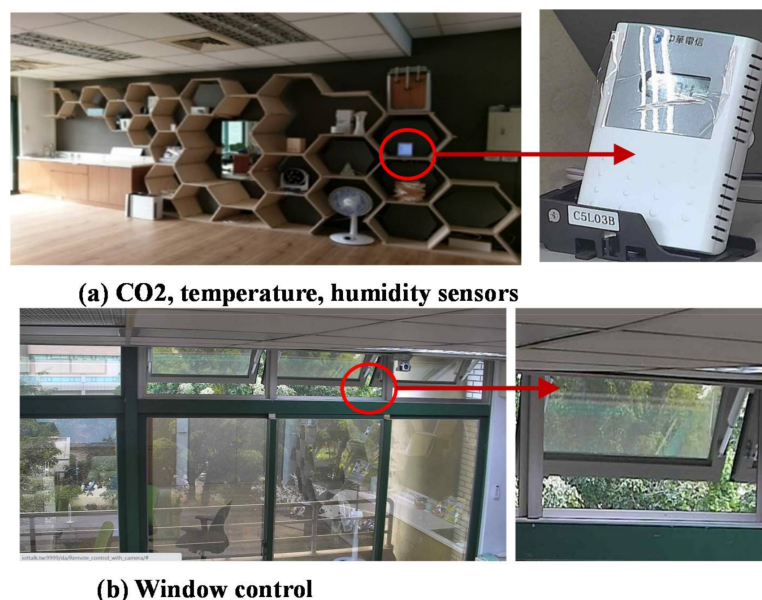 中華電信
C5L03B
(a) CO2, temperature, humidity sensors
(b) Window control